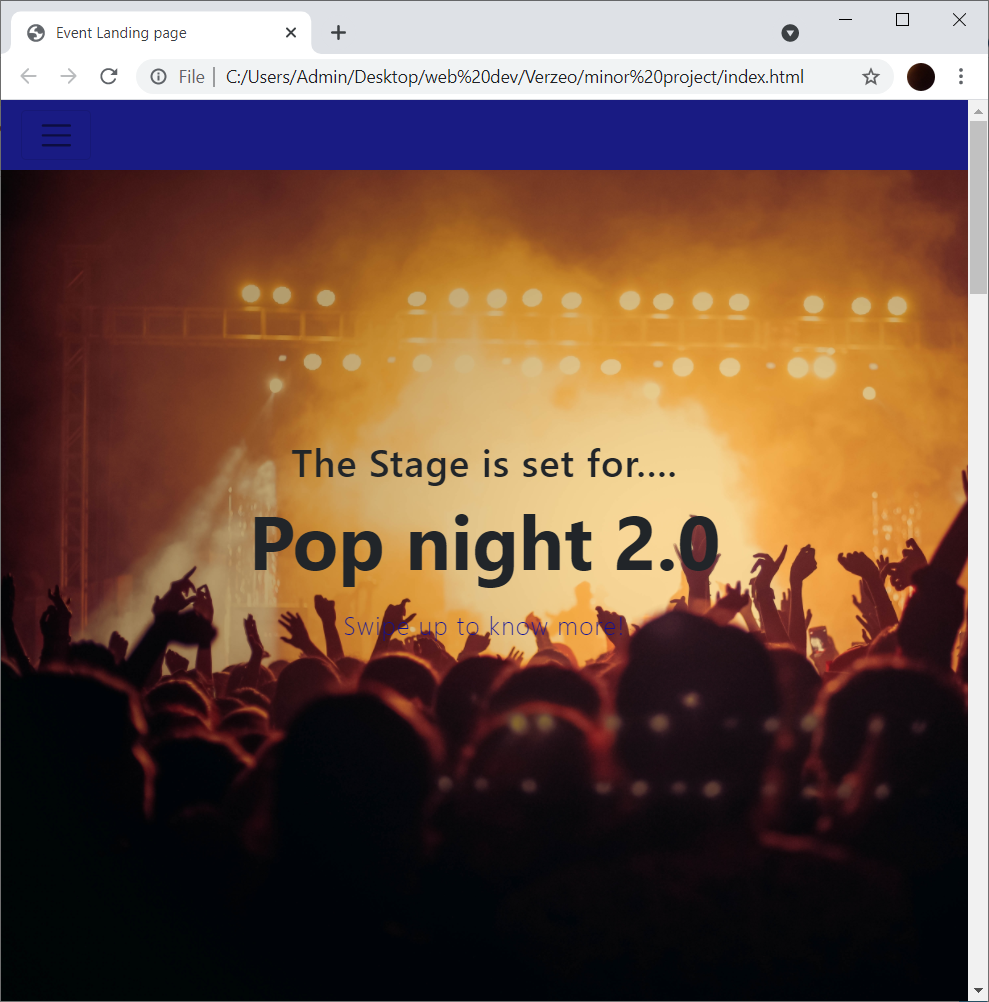 Event Landing page
File | C:/Users/Admin/Desktop/web%20dev/Verzeo/minor%20project/index.html
The Stage is set for....
Pop night 2.0
Swipe up to know more!